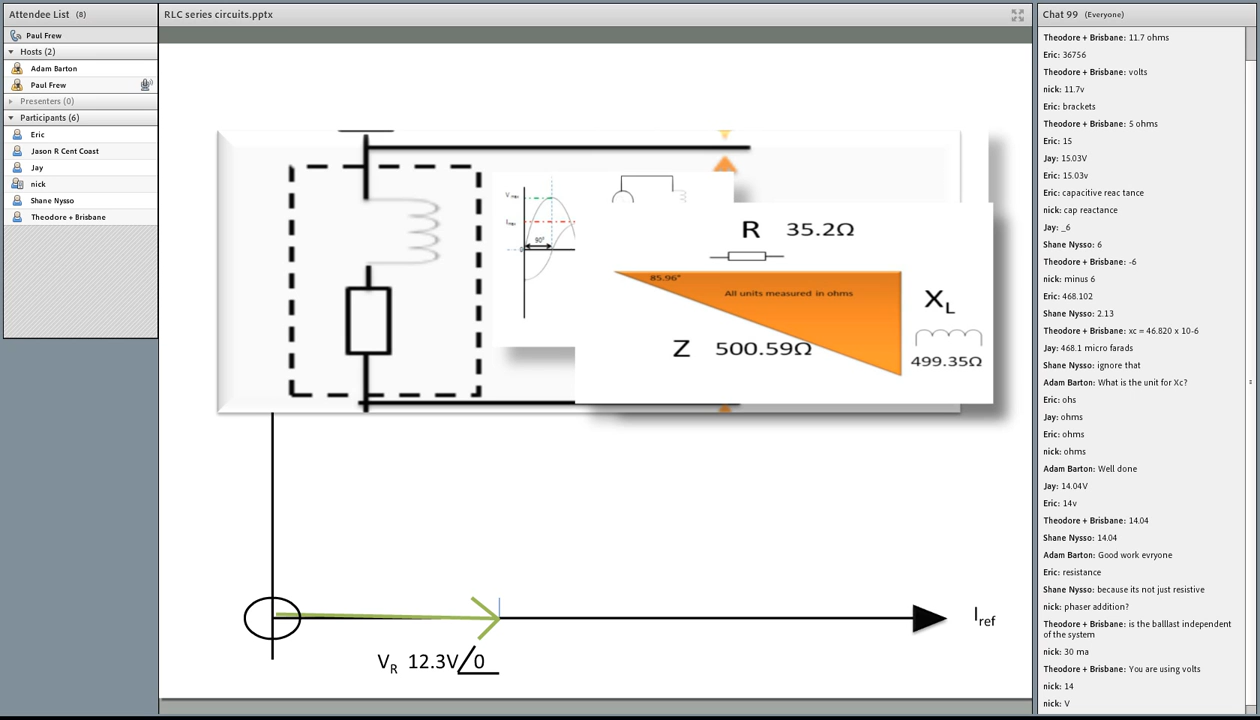 Attendee List (8)
Paul Frew
Hosts (2)
Adam Barton
Paul Frew
Presenters (0)
Participants (6)
Eric
Jason R Cent Coast
Jay
nick
Shane Nysso
Theodore + Brisbane
RLC series circuits.pptx
V max
I max
0
90°
R 35.2Ω
85.96°
All units measured in ohms
XL
Z 500.59Ω
499.35Ω
Iref
VR 12.3V/0
Chat 99 (Everyone)
Theodore + Brisbane: 11.7 ohms
Eric: 36756
Theodore + Brisbane: volts
nick: 11.7v
Eric: brackets
Theodore + Brisbane: 5 ohms
Eric: 15
Jay: 15.03V
Eric: 15.03v
Eric: capacitive reac tance
nick: cap reactance
Jay: _6
Shane Nysso: 6
Theodore + Brisbane: -6
nick: minus 6
Eric: 468.102
Shane Nysso: 2.13
Theodore + Brisbane: xc = 46.820 x 10-6
Jay: 468.1 micro farads
Shane Nysso: ignore that
Adam Barton: What is the unit for Xc?
Eric: ohs
Jay: ohms
Eric: ohms
nick: ohms
Adam Barton: Well done
Jay: 14.04V
Eric: 14v
Theodore + Brisbane: 14.04
Shane Nysso: 14.04
Adam Barton: Good work evryone
Eric: resistance
Shane Nysso: because its not just resistive
nick: phaser addition?
Theodore + Brisbane: is the balllast independent
of the system
nick: 30 ma
Theodore + Brisbane: You are using volts
nick: 14
nick: V